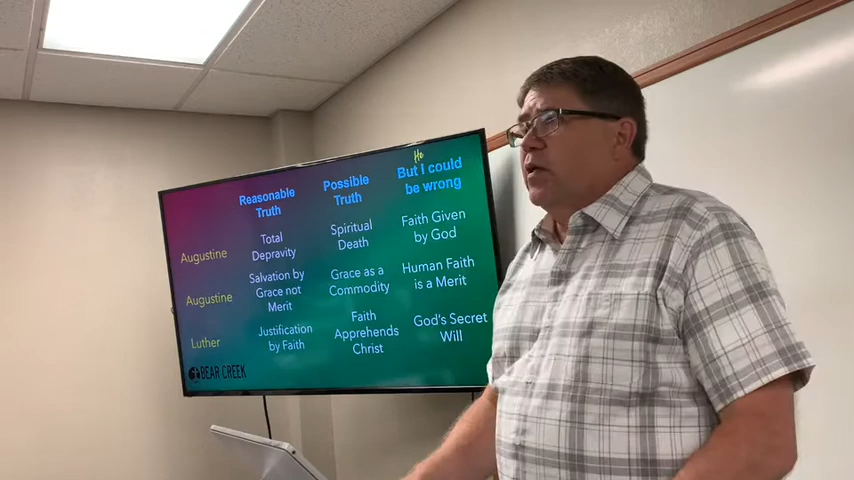 He
Reasonable Truth Possible Truth But I could be wrong
Augustine Total Depravity Spiritual Death Faith Given by God
Augustine Salvation by Grace not Merit Grace as a Commodity Human Faith is a Merit
Luther Justification by Faith Faith Apprehends Christ God's Secret Will
BEAR CREEK